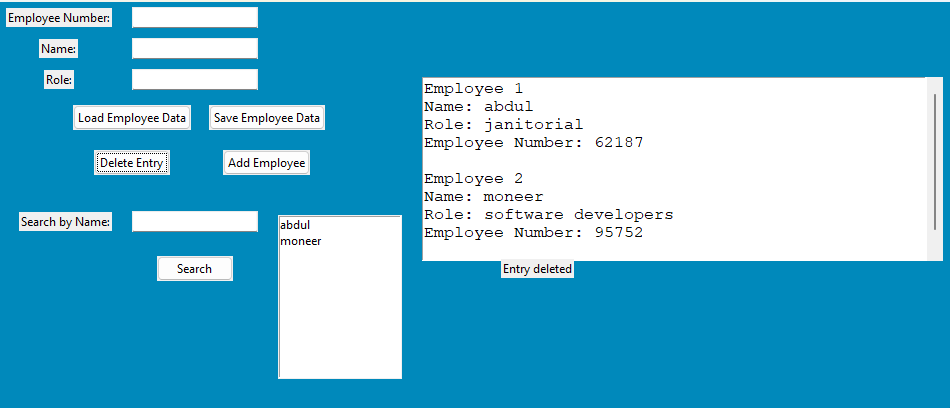 Employee Number:
Name:
Role:
Load Employee Data
Save Employee Data
Delete Entry
Add Employee
Search by Name:
Search
abdul
moneer
Employee 1
Name: abdul
Role: janitorial
Employee Number: 62187
Employee 2
Name: moneer
Role: software developers
Employee Number: 95752
Entry deleted